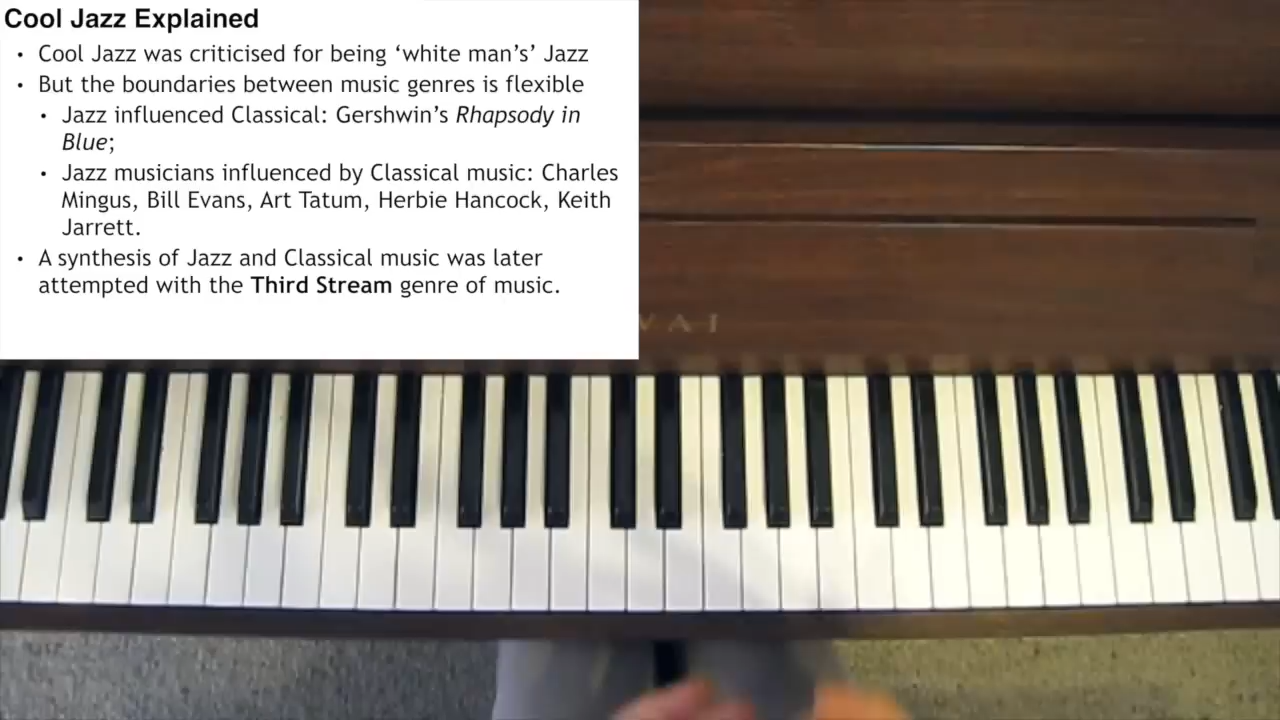 Cool Jazz Explained
• Cool Jazz was criticised for being ‘white man’s’ Jazz
• But the boundaries between music genres is flexible
• Jazz influenced Classical: Gershwin’s Rhapsody in
Blue;
• Jazz musicians influenced by Classical music: Charles
Mingus, Bill Evans, Art Tatum, Herbie Hancock, Keith
Jarrett.
• A synthesis of Jazz and Classical music was later
attempted with the Third Stream genre of music.